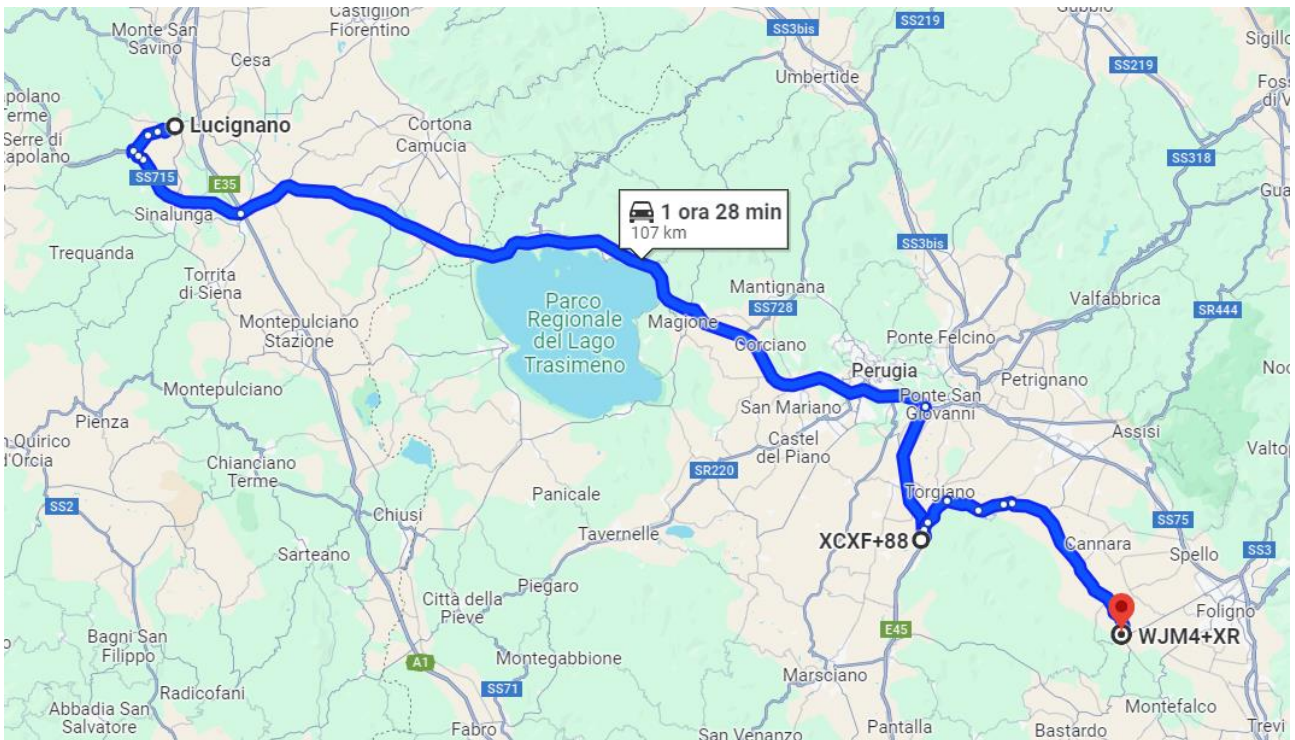 Castiglion
Fiorentino
Monte San
Savino
Cesa
SS219
SS3bis
Gubbio
Sigillo
SS219
Umbertide
Lucignano
Cortona
Camucia
Serre di
SS715
E35
Sinalunga
SS318
1 ora 28 min
107 km
Trequanda
Torrita
di Siena
SS3bis
Montepulciano
Stazione
Parco
Regionale
del Lago
Trasimeno
Mantignana
SS728
Magione
Corciano
Valfabbrica
SR444
Ponte Felcino
Perugia
Petrignano
Montepulciano
Pienza
Ponte San
Giovanni
San Mariano
Castel
del Piano
Assisi
d'Orcia
Chianciano
Terme
SR220
SS2
Panicale
Chiusi
Torgiano
XCXF+88
SS75
Cannara
Spello
SS3
Sarteano
Tavernelle
Piegaro
Città della
Pieve
Foligno
WJM4+XR
E45
Bagni San
Filippo
A1
Montegabbione
Marsciano
Radicofani
SS71
Montefalco
Abbadia San
Salvatore
Fabro
San Venanzo
Pantalla
Bastardo
Trevi